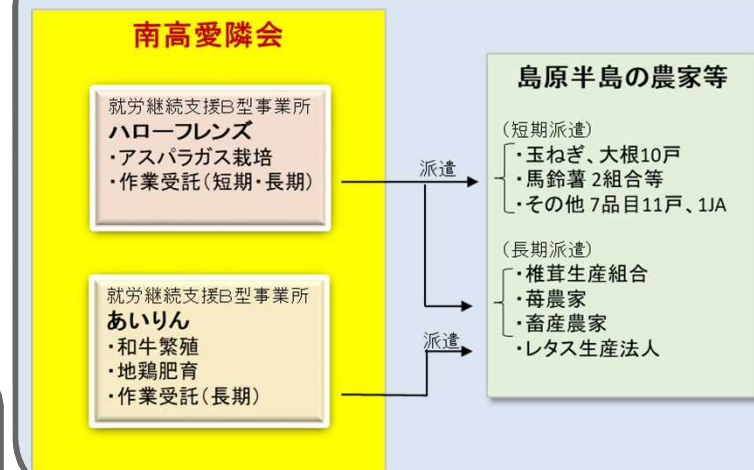 南高愛隣会
就労継続支援B型事業所
ハローフレンズ
・アスパラガス栽培
・作業受託(短期・長期)
就労継続支援B型事業所
あいりん
・和牛繁殖
・地鶏肥育
・作業受託(長期)
派遣
派遣
島原半島の農家等
(短期派遣)
・玉ねぎ、大根10戸
・馬鈴薯 2組合等
・その他 7品目11戸、1JA
(長期派遣)
・椎茸生産組合
・苺農家
・畜産農家
・レタス生産法人